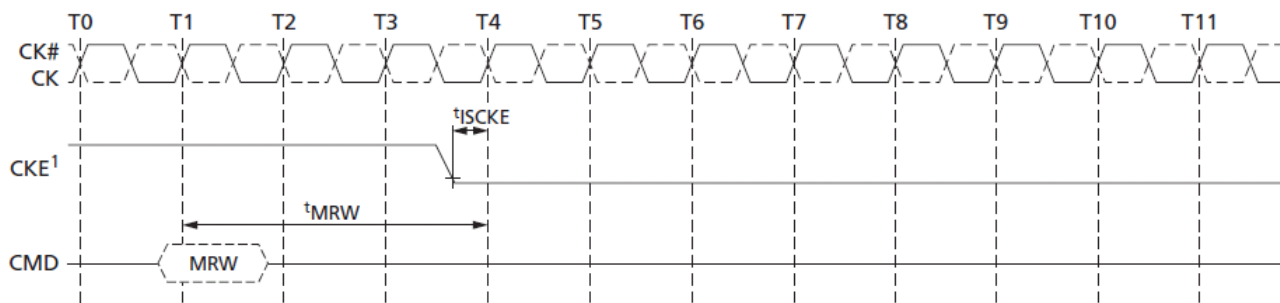 T0 T1 T2 T3 T4 T5 T6 T7 T8 T9 T10 T11
CK#
CK
tISCKE
CKE1
tMRW
CMD MRW